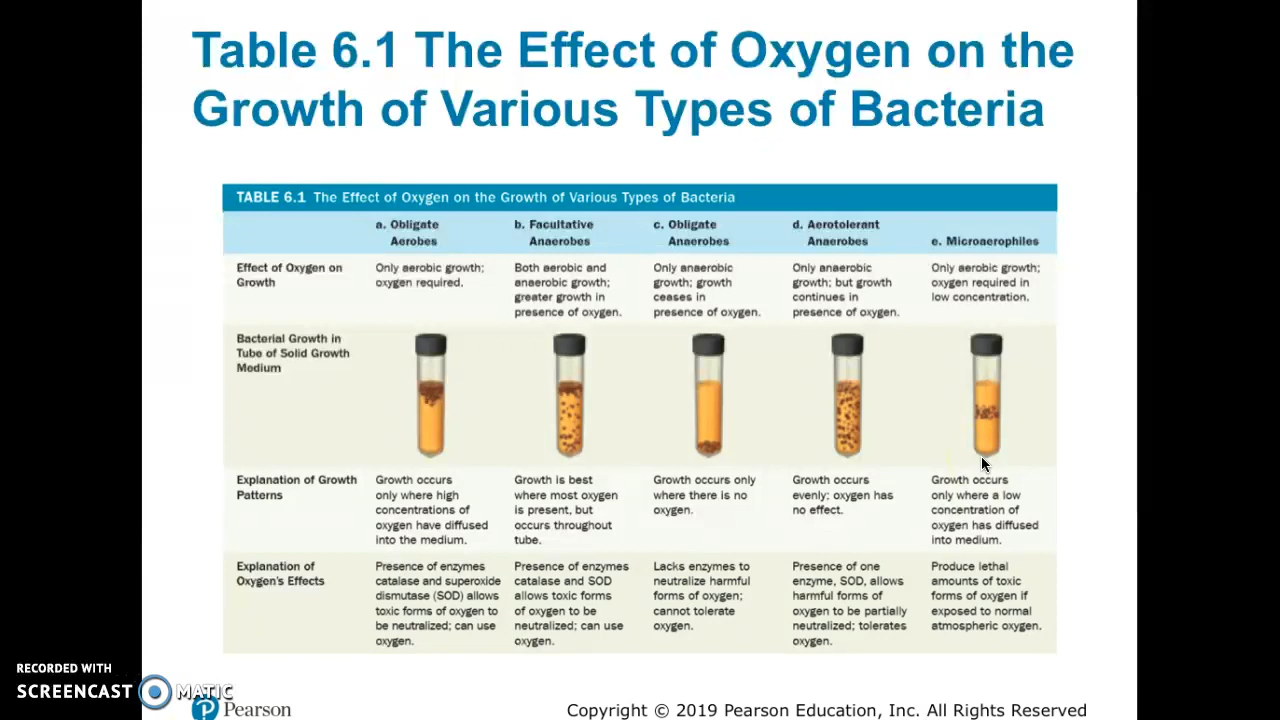 Table 6.1 The Effect of Oxygen on the
Growth of Various Types of Bacteria
TABLE 6.1 The Effect of Oxygen on the Growth of Various Types of Bacteria
a. Obligate
Aerobes
b. Facultative
Anaerobes
c. Obligate
Anaerobes
d. Aerotolerant
Anaerobes
e. Microaerophiles
Effect of Oxygen on
Growth
Only aerobic growth;
oxygen required.
Both aerobic and
anaerobic growth;
greater growth in
presence of oxygen.
Only anaerobic
growth; growth
ceases in
presence of oxygen.
Only anaerobic
growth; but growth
continues in
presence of oxygen.
Only aerobic growth;
oxygen required in
low concentration.
Bacterial Growth in
Tube of Solid Growth
Medium
Explanation of Growth
Patterns
Growth occurs
only where high
concentrations of
oxygen have diffused
into the medium.
Growth is best
where most oxygen
is present, but
occurs throughout
tube.
Growth occurs only
where there is no
oxygen.
Growth occurs
evenly; oxygen has
no effect.
Growth occurs
only where a low
concentration of
oxygen has diffused
into medium.
Explanation of
Oxygen's Effects
Presence of enzymes
catalase and superoxide
dismutase (SOD) allows
toxic forms of oxygen to
be neutralized; can use
oxygen.
Presence of enzymes
catalase and SOD
allows toxic forms
of oxygen to be
neutralized; can use
oxygen.
Lacks enzymes to
neutralize harmful
forms of oxygen;
cannot tolerate
oxygen.
Presence of one
enzyme, SOD, allows
harmful forms of
oxygen to be partially
neutralized; tolerates
oxygen.
Produce lethal
amounts of toxic
forms of oxygen if
exposed to normal
atmospheric oxygen.
RECORDED WITH
SCREENCAST MATIC
Pearson
Copyright © 2019 Pearson Education, Inc. All Rights Reserved